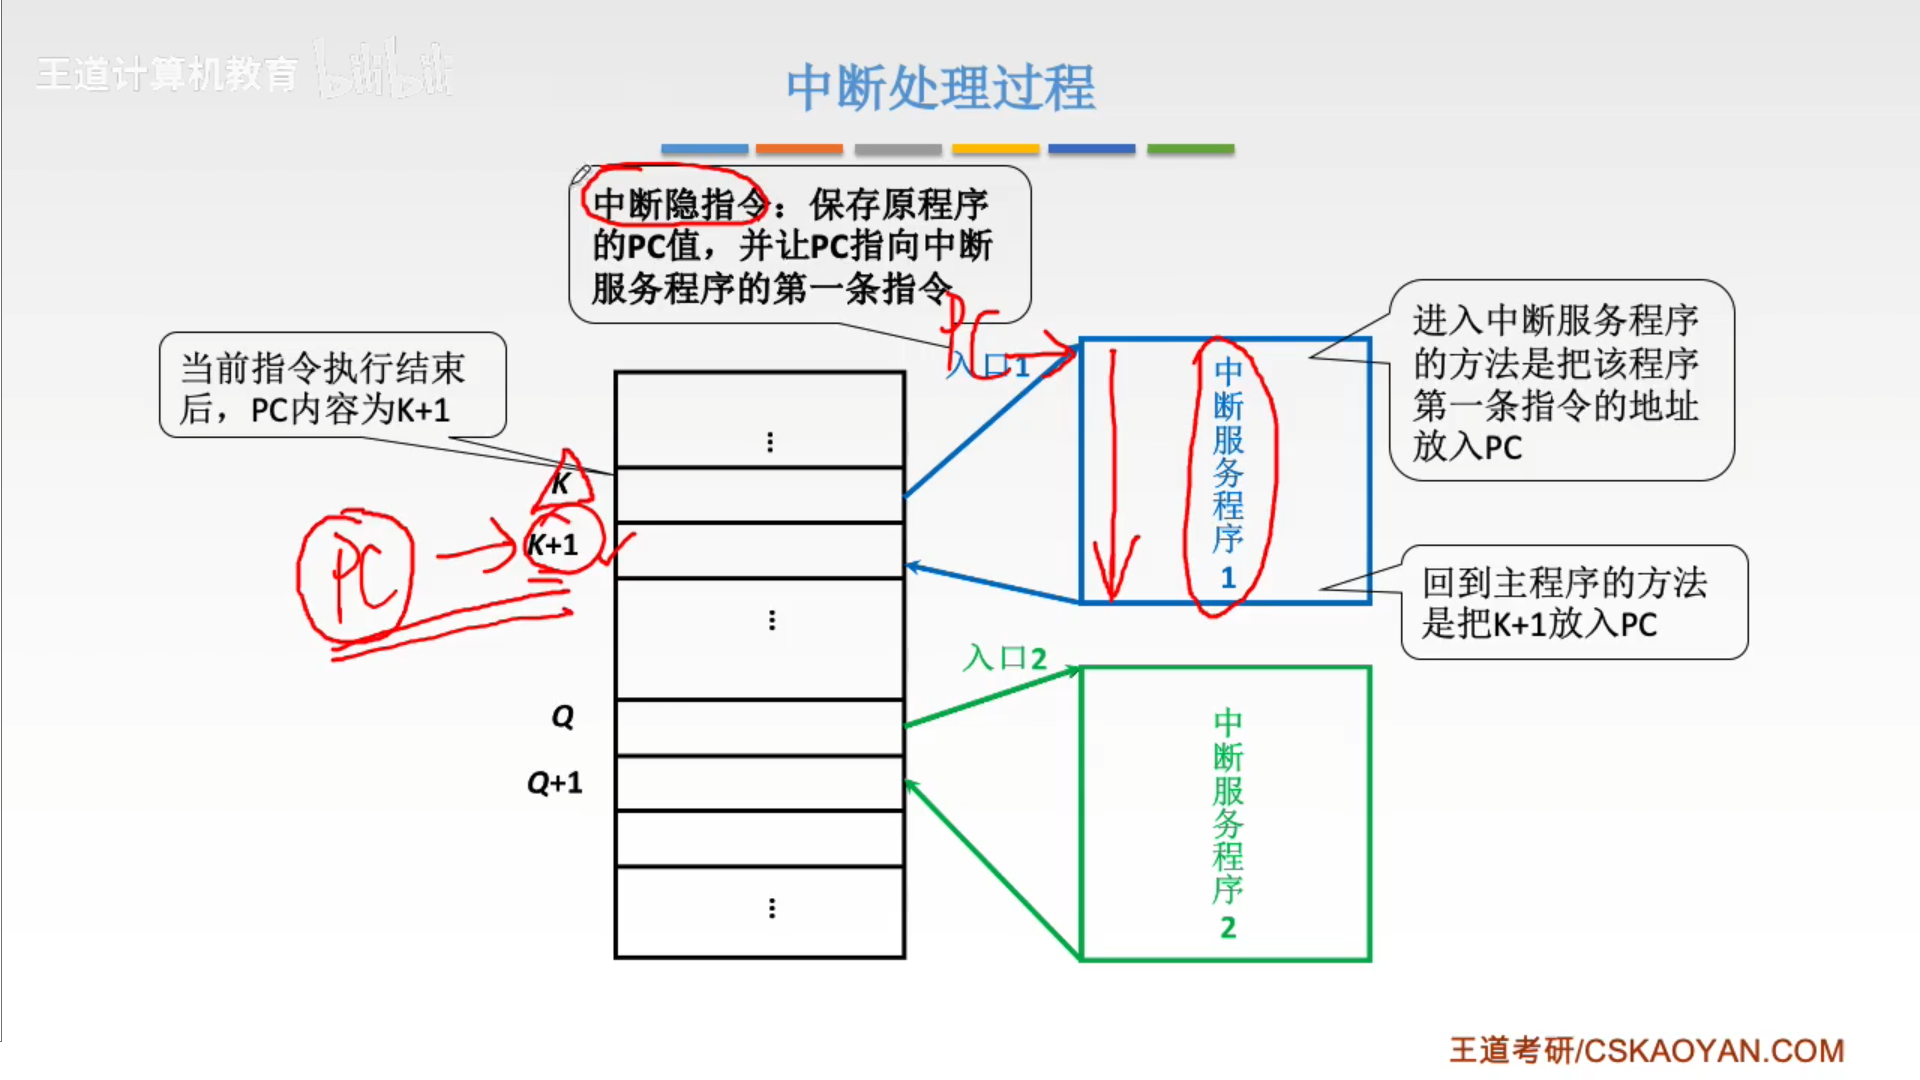 王道计算机教育 bilibili
中断处理过程
中断隐指令：保存原程序
的PC值，并让PC指向中断
服务程序的第一条指令
当前指令执行结束
后，PC内容为K+1
PC
入口1
进入中断服务程序
的方法是把该程序
第一条指令的地址
放入PC
中断服务程序1
⋮
K
K+1
PC
⋮
回到主程序的方法
是把K+1放入PC
入口2
Q
Q+1
中断服务程序2
⋮
王道考研/CSKAOYAN.COM